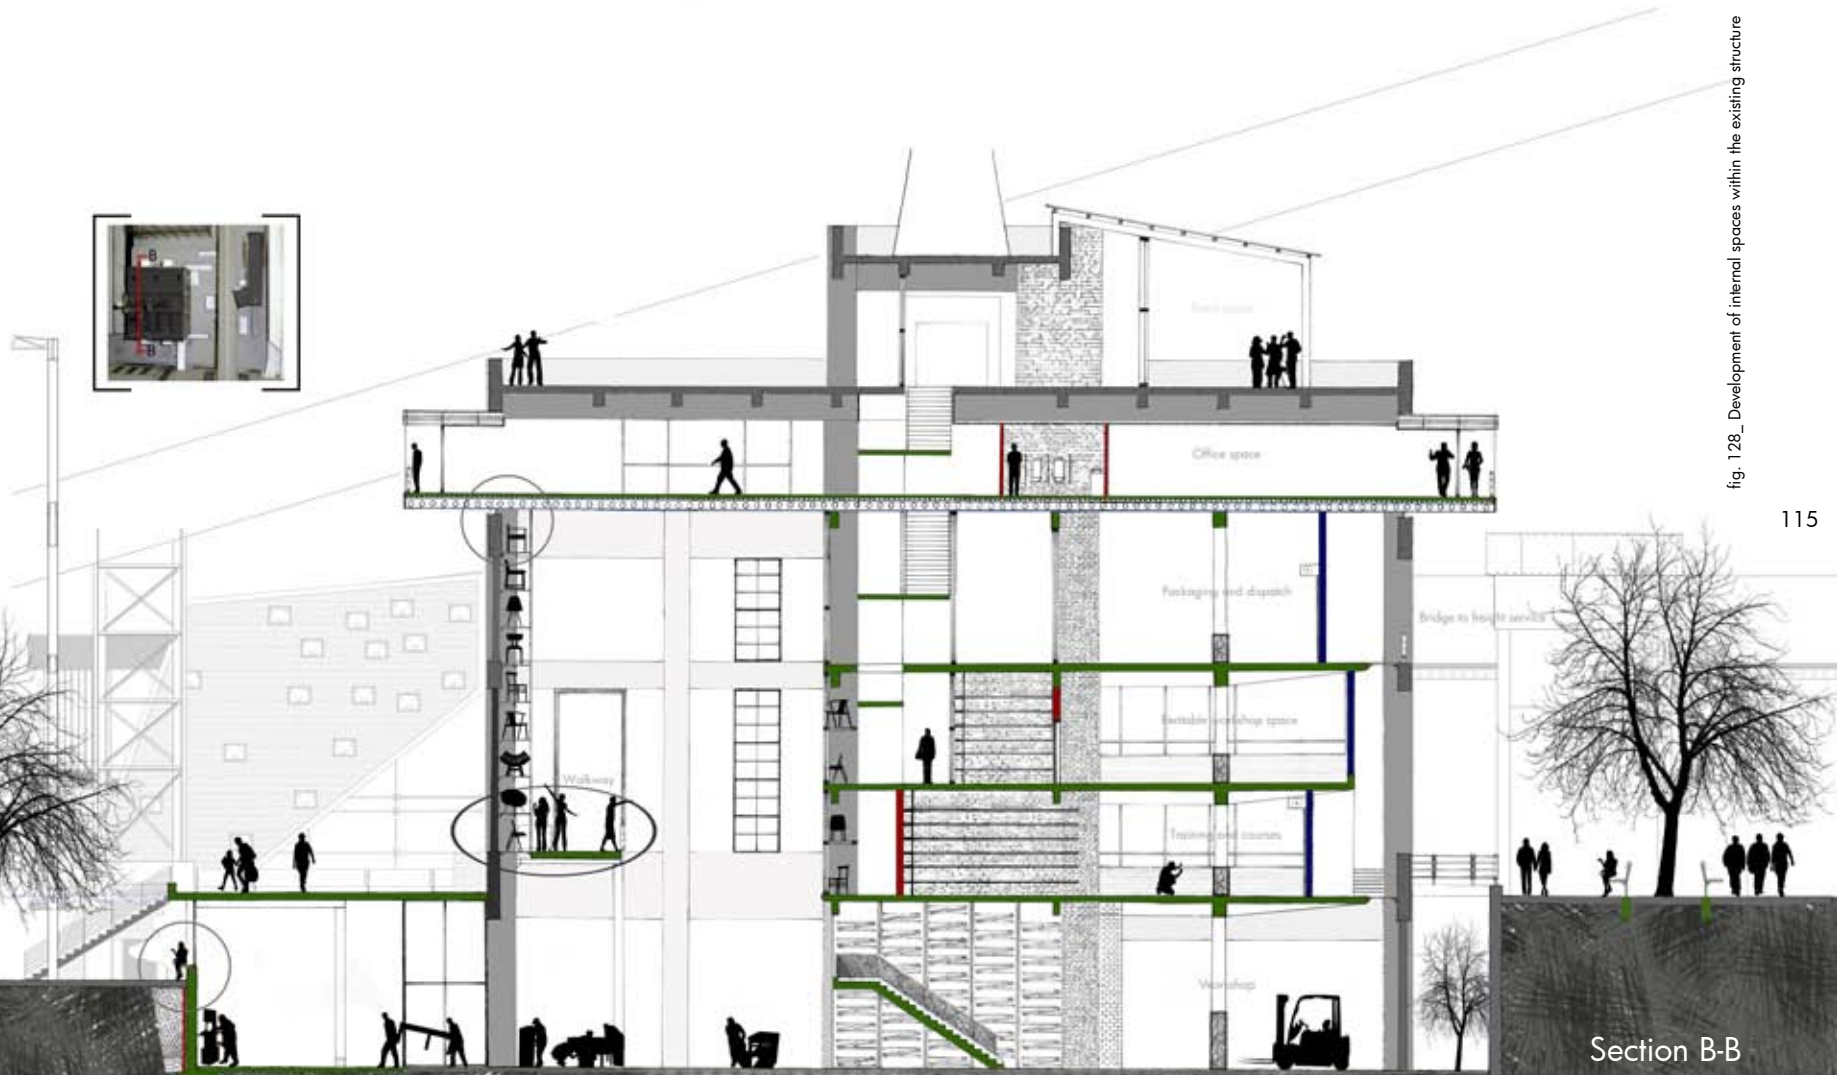 fig. 128_ Development of internal spaces within the existing structure
B
B
Office space
115
Packaging and dispatch
Bridge to freight service
Rentable workshop space
Walkway
Training and courses
Workshop
Section B-B